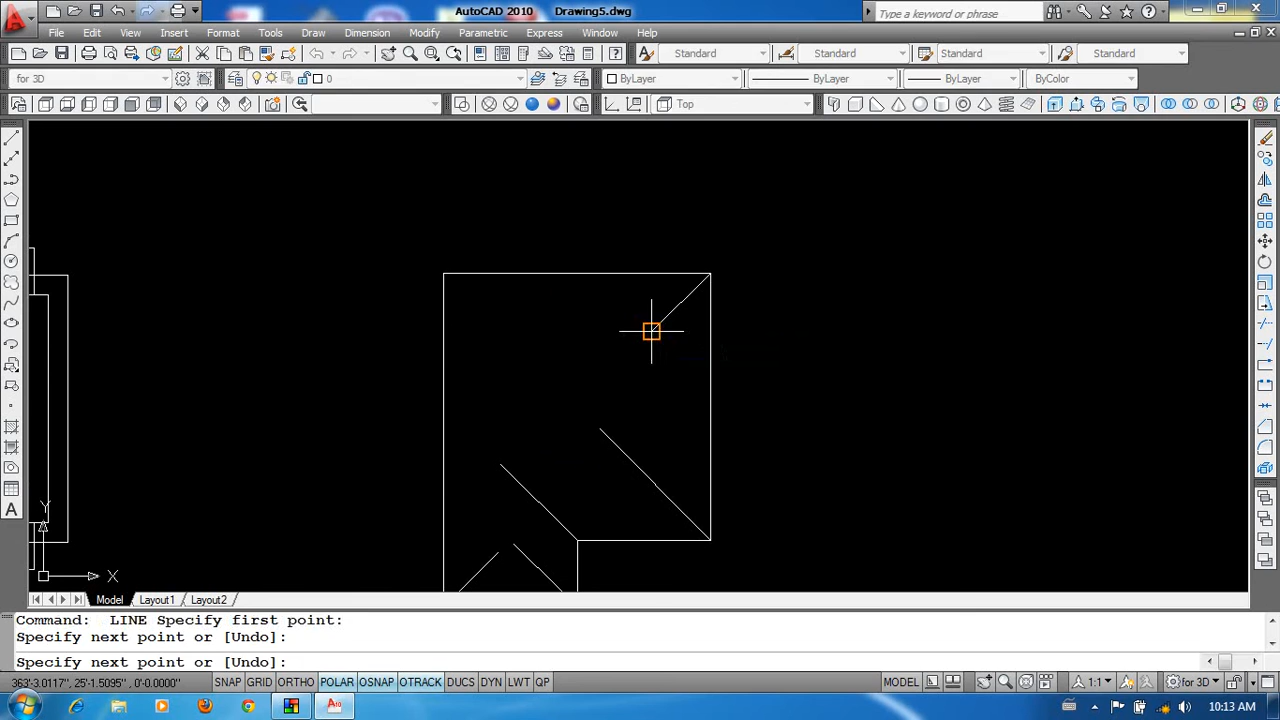 AutoCAD 2010 Drawing5.dwg
Type a keyword or phrase
File Edit View Insert Format Tools Draw Dimension Modify Parametric Express Window Help
Standard Standard Standard Standard
for 3D 0 ByLayer ByLayer ByLayer ByColor
Top
A
Y
X
Model Layout1 Layout2
Command: LINE Specify first point:
Specify next point or [Undo]:
Specify next point or [Undo]:
363'-3.0117", 25'-1.5095", 0'-0.0000" SNAP GRID ORTHO POLAR OSNAP OTRACK DUCS DYN LWT QP MODEL 1:1 for 3D
10:13 AM